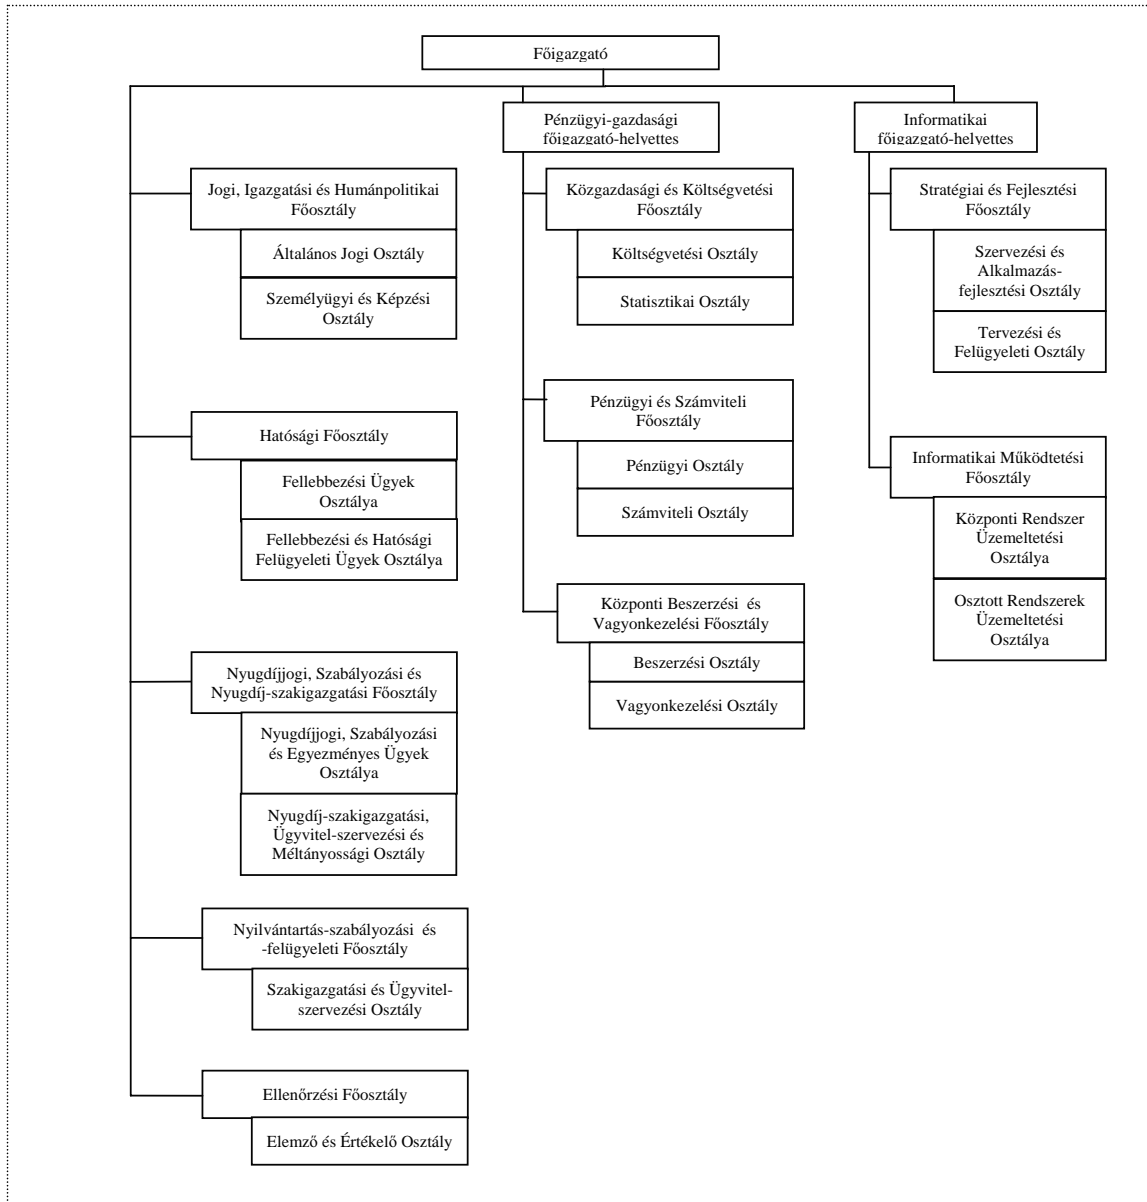 Főigazgató
Pénzügyi-gazdasági
főigazgató-helyettes
Informatikai
főigazgató-helyettes
Jogi, Igazgatási és Humánpolitikai
Főosztály
Általános Jogi Osztály
Személyügyi és Képzési
Osztály
Hatósági Főosztály
Fellebbezési Ügyek
Osztálya
Fellebbezési és Hatósági
Felügyeleti Ügyek Osztálya
Nyugdíjjogi, Szabályozási és
Nyugdíj-szakigazgatási Főosztály
Nyugdíjjogi, Szabályozási
és Egyezményes Ügyek
Osztálya
Nyugdíj-szakigazgatási,
Ügyvitel-szervezési és
Méltányossági Osztály
Nyilvántartás-szabályozási és
-felügyeleti Főosztály
Szakigazgatási és Ügyvitel-
szervezési Osztály
Ellenőrzési Főosztály
Elemző és Értékelő Osztály
Közgazdasági és Költségvetési
Főosztály
Költségvetési Osztály
Statisztikai Osztály
Pénzügyi és Számviteli
Főosztály
Pénzügyi Osztály
Számviteli Osztály
Központi Beszerzési és
Vagyonkezelési Főosztály
Beszerzési Osztály
Vagyonkezelési Osztály
Stratégiai és Fejlesztési
Főosztály
Szervezési és
Alkalmazás-
fejlesztési Osztály
Tervezési és
Felügyeleti Osztály
Informatikai Működtetési
Főosztály
Központi Rendszer
Üzemeltetési
Osztálya
Osztott Rendszerek
Üzemeltetési
Osztálya